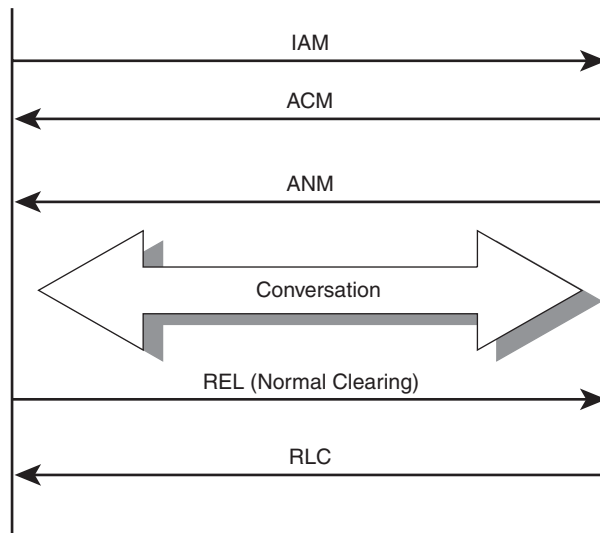 IAM
ACM
ANM
Conversation
REL (Normal Clearing)
RLC